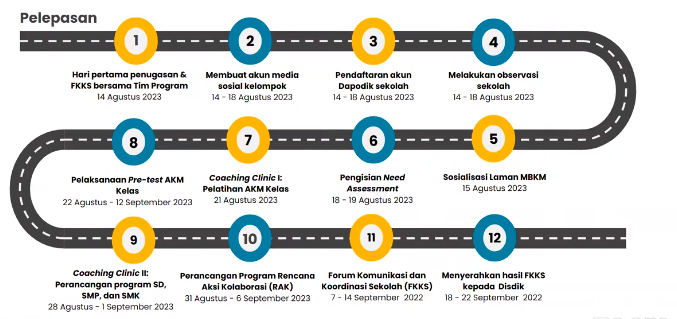 Pelepasan
1
2
3
4
Hari pertama penugasan &
FKKS bersama Tim Program
14 Agustus 2023
Membuat akun media
sosial kelompok
14 - 18 Agustus 2023
Pendaftaran akun
Dapodik sekolah
14 - 16 Agustus 2023
Melakukan observasi
sekolah
14 - 18 Agustus 2023
8
7
6
5
Pelaksanaan Pre-test AKM
Kelas
22 Agustus - 12 September 2023
Coaching Clinic I:
Pelatihan AKM Kelas
21 Agustus 2023
Pengisian Need
Assessment
18 - 19 Agustus 2023
Sosialisasi Laman MBKM
15 Agustus 2023
9
10
11
12
Coaching Clinic II:
Perancangan program SD,
SMP, dan SMK
28 Agustus - 1 September 2023
Perancangan Program Rencana
Aksi Kolaborasi (RAK)
31 Agustus - 6 September 2023
Forum Komunikasi dan
Koordinasi Sekolah (FKKS)
7 - 14 September 2022
Menyerahkan hasil FKKS
kepada Disdik
18 - 22 September 2022